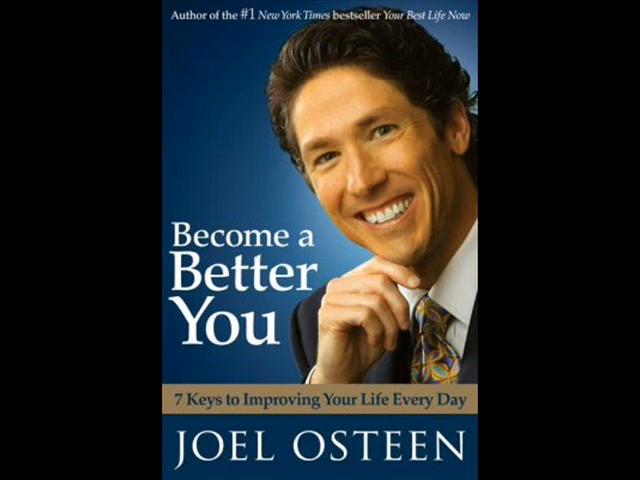 Author of the #1 New York Times bestseller Your Best Life Now
Become a
Better
You
7 Keys to Improving Your Life Every Day
JOEL OSTEEN